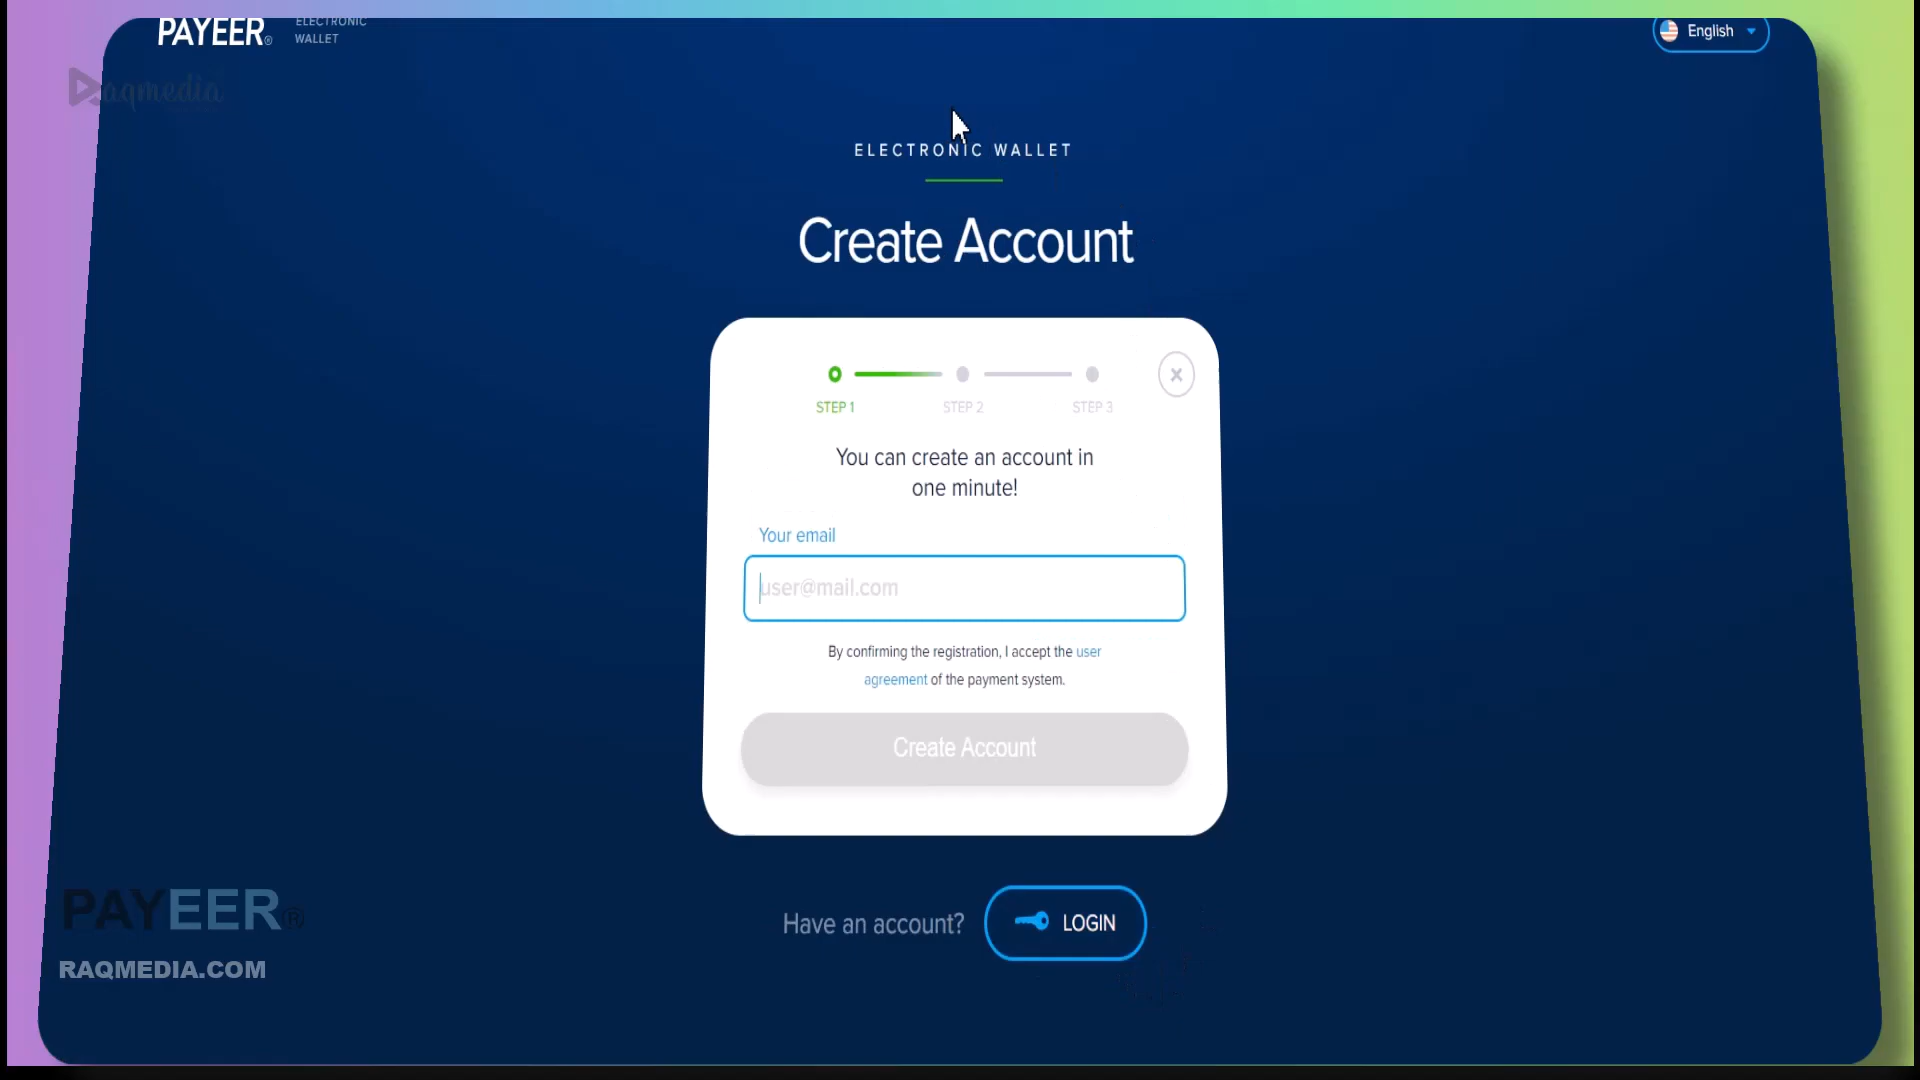 PAYEER®
ELECTRONIC
WALLET
English
aqmedia
ELECTRONIC WALLET
Create Account
STEP 1
STEP 2
STEP 3
You can create an account in
one minute!
Your email
user@mail.com
By confirming the registration, I accept the user
agreement of the payment system.
Create Account
Have an account?
LOGIN
PAYEER®
RAQMEDIA.COM